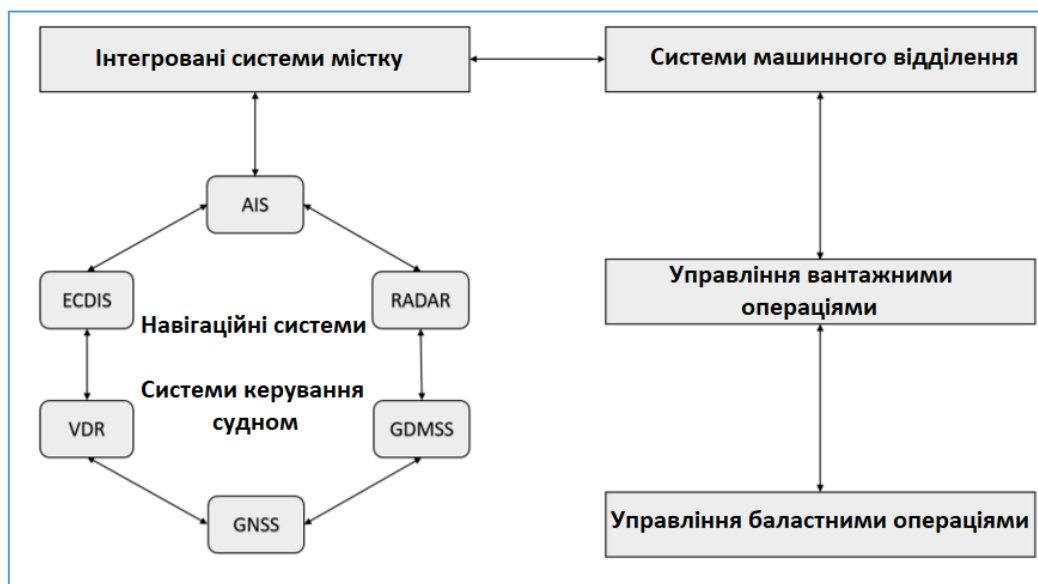 Інтегровані системи містку
Системи машинного відділення
AIS
ECDIS
RADAR
Навігаційні системи
Системи керування
судном
VDR
GDMSS
GNSS
Управління вантажними
операціями
Управління баластними операціями